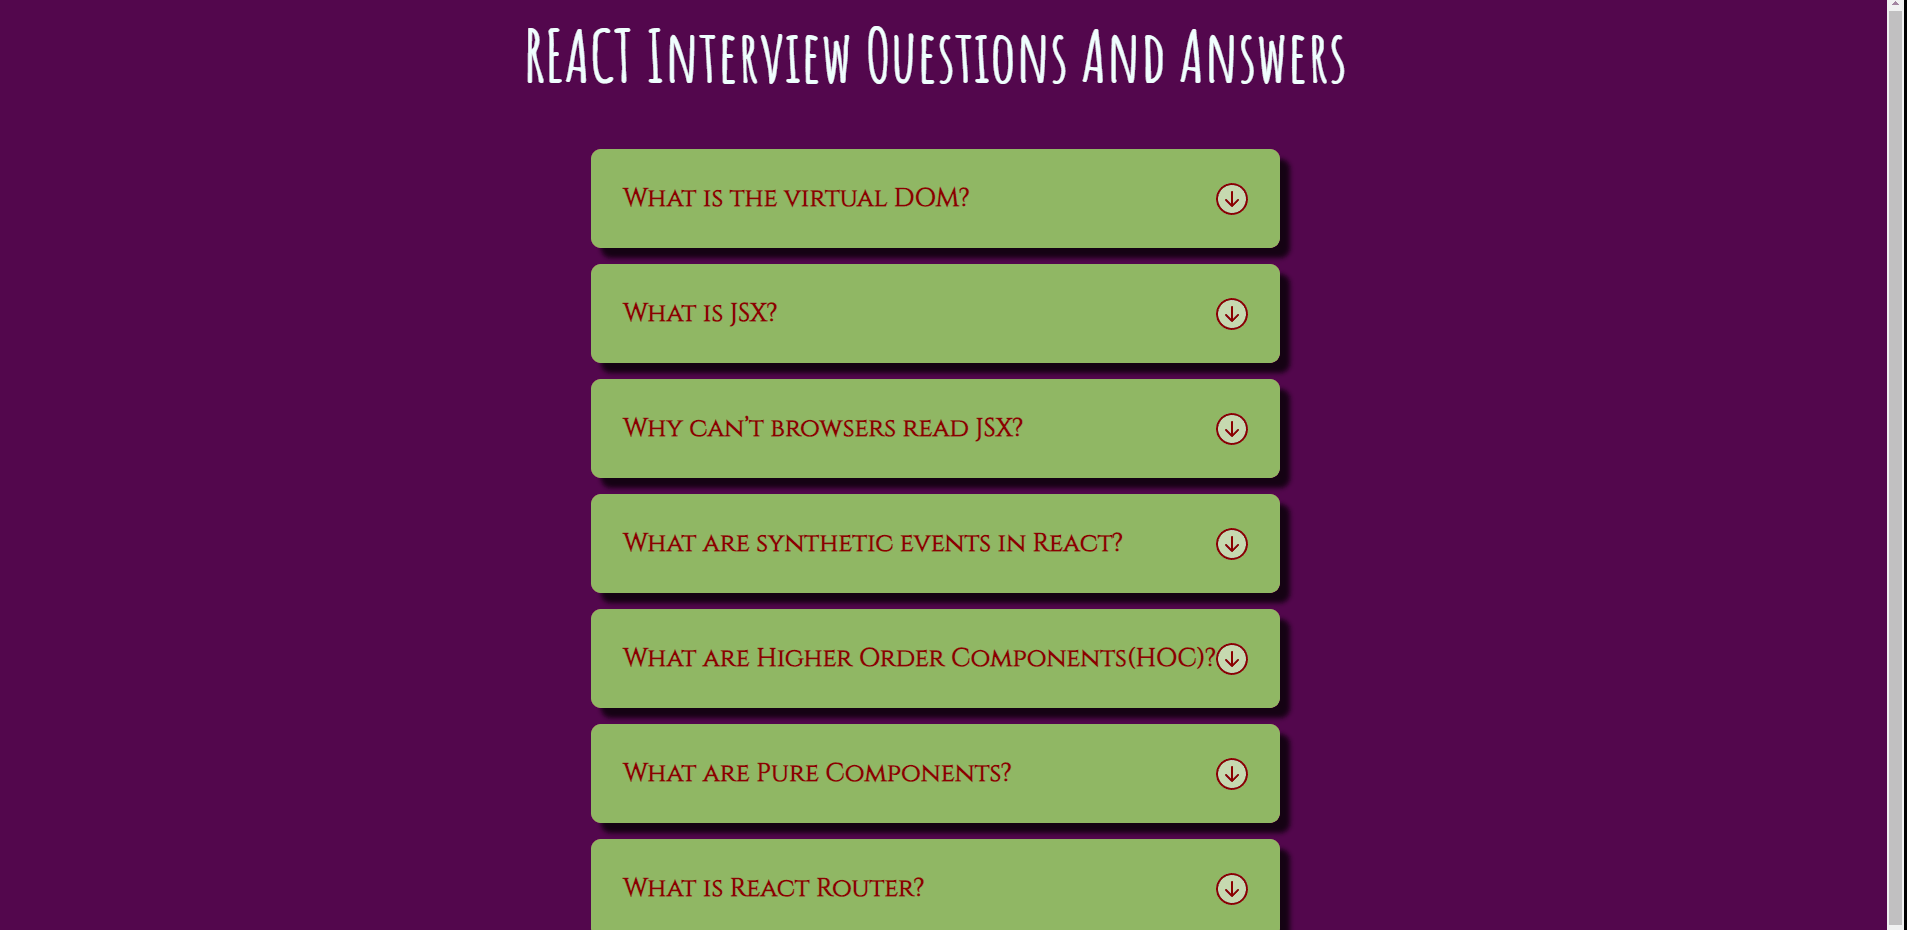 REACT Interview Questions And Answers
What is the virtual DOM?
What is JSX?
Why can’t browsers read JSX?
What are synthetic events in React?
What are Higher Order Components(HOC)?
What are Pure Components?
What is React Router?